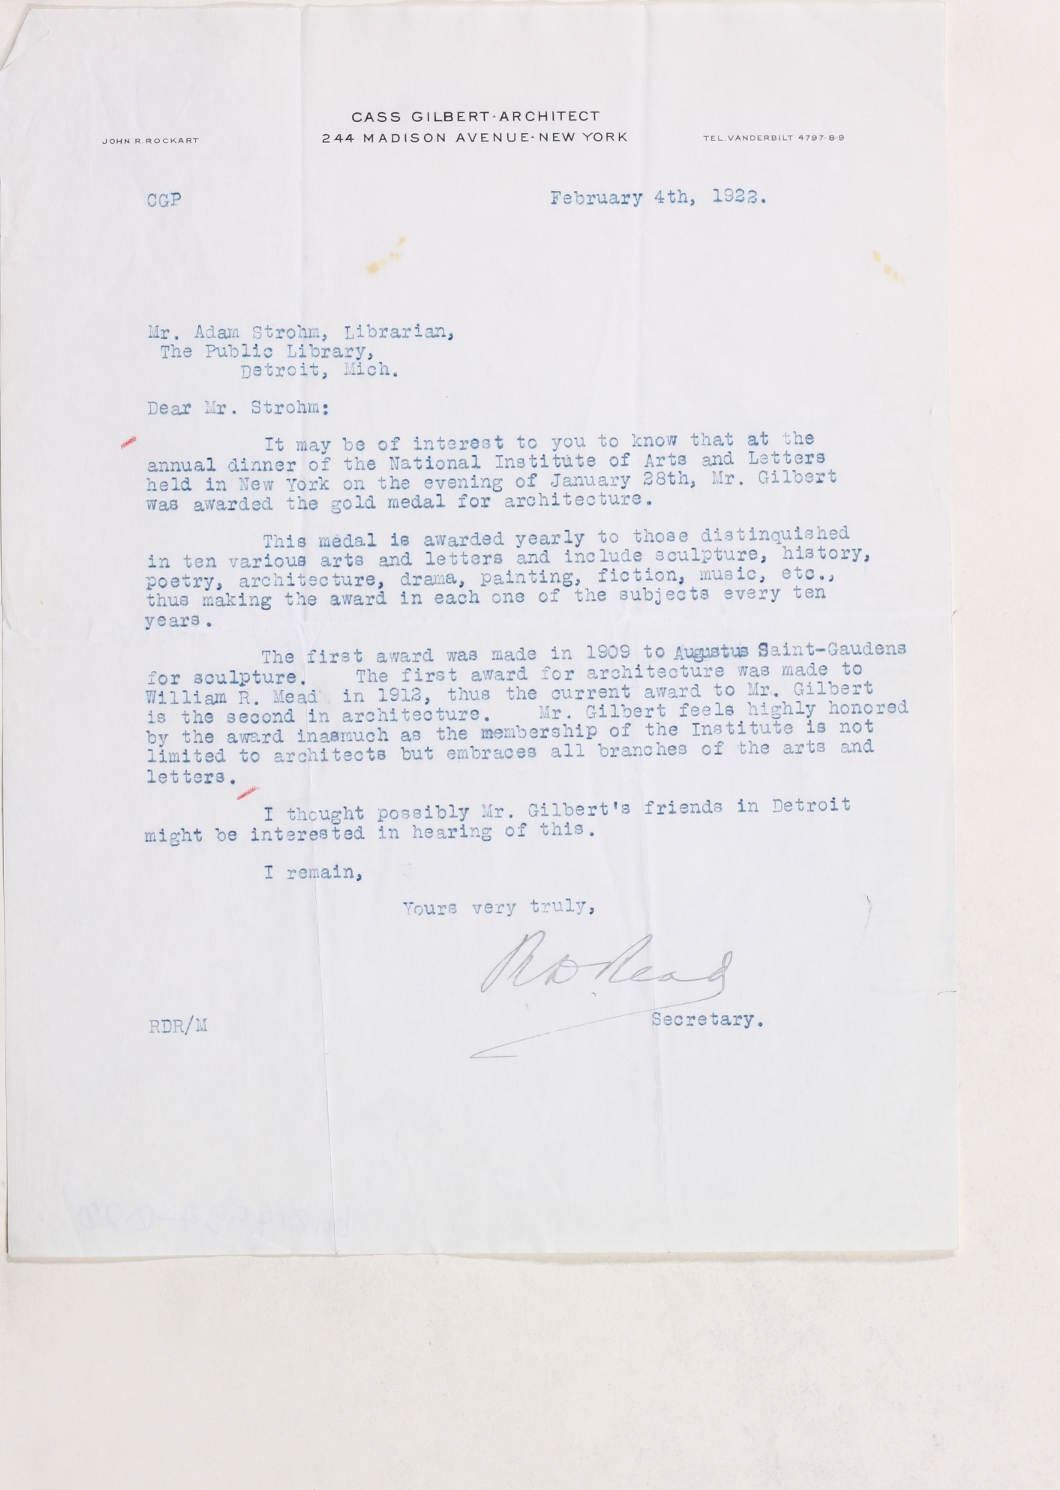 CASS GILBERT·ARCHITECT
JOHN R. ROCKART 244 MADISON AVENUE·NEW YORK TEL. VANDERBILT 4797-8-9
CGP February 4th, 1922.
Mr. Adam Strohm, Librarian,
The Public Library,
Detroit, Mich.
Dear Mr. Strohm:
It may be of interest to you to know that at the
annual dinner of the National Institute of Arts and Letters
held in New York on the evening of January 28th, Mr. Gilbert
was awarded the gold medal for architecture.
This medal is awarded yearly to those distinquished
in ten various arts and letters and include sculpture, history,
poetry, architecture, drama, painting, fiction, music, etc.,
thus making the award in each one of the subjects every ten
years.
The first award was made in 1909 to Augustus Saint-Gaudens
for sculpture. The first award for architecture was made to
William R. Mead in 1912, thus the current award to Mr. Gilbert
is the second in architecture. Mr. Gilbert feels highly honored
by the award inasmuch as the membership of the Institute is not
limited to architects but embraces all branches of the arts and
letters.
I thought possibly Mr. Gilbert's friends in Detroit
might be interested in hearing of this.
I remain,
Yours very truly,
R D Read
RDR/M Secretary.